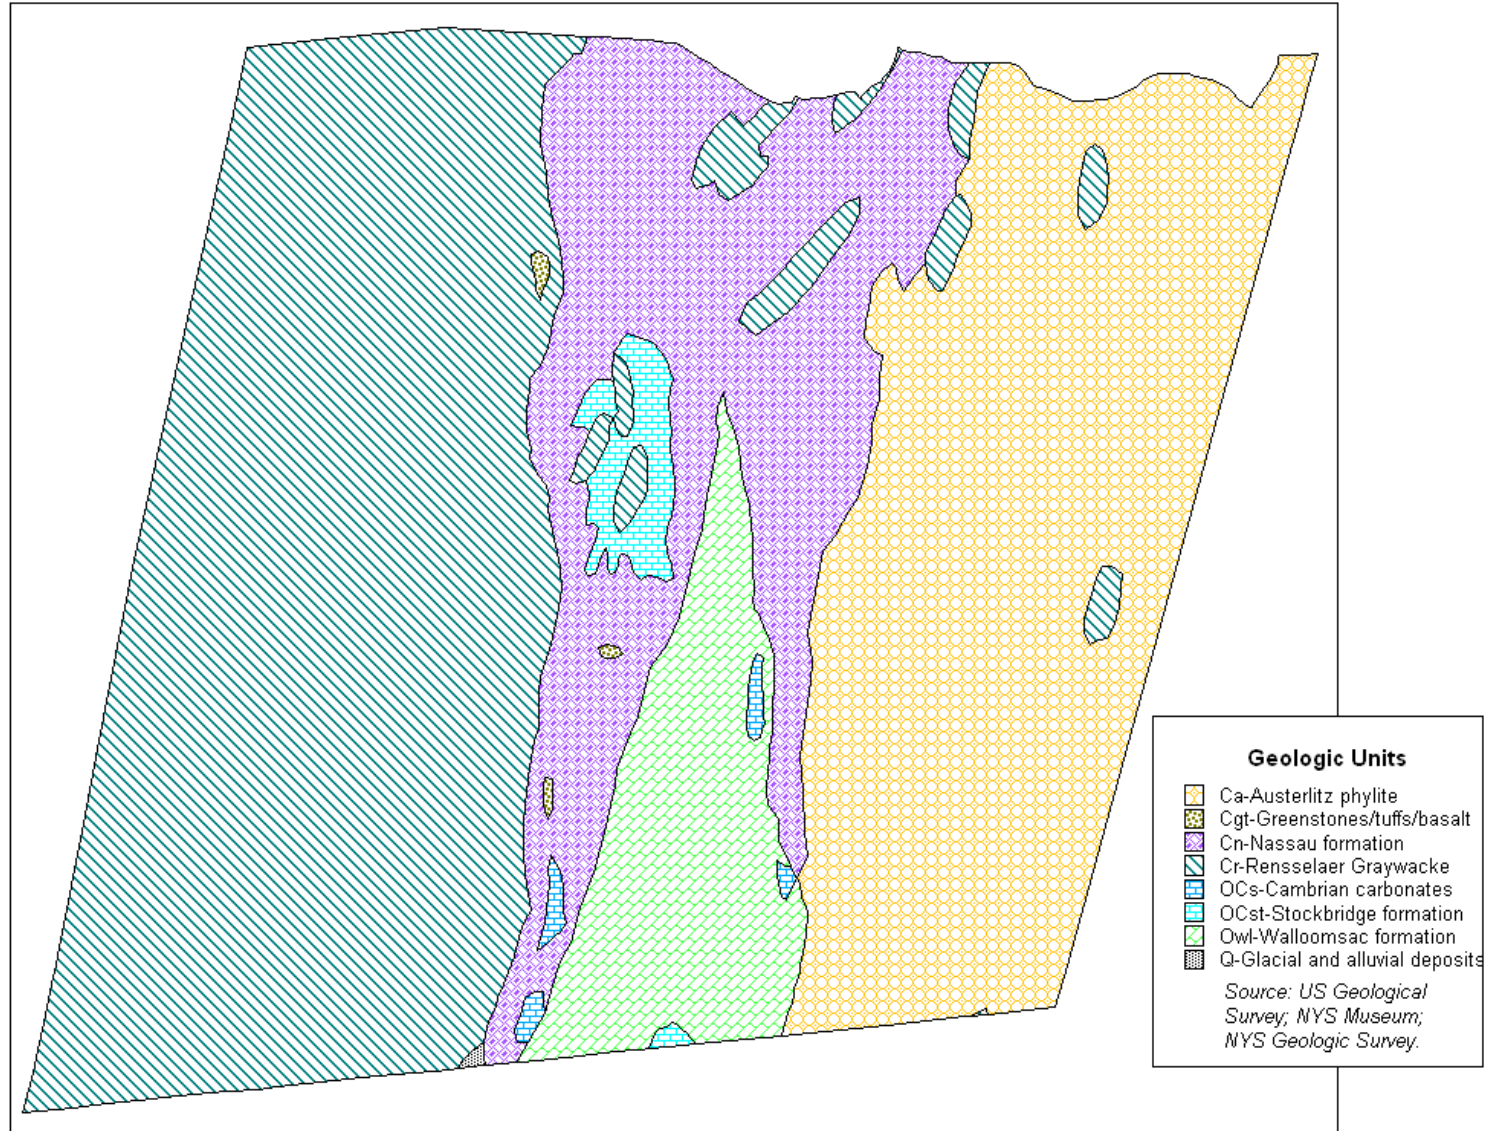 Geologic Units
Ca-Austerlitz phylite
Cgt-Greenstones/tuffs/basalt
Cn-Nassau formation
Cr-Rensselaer Graywacke
OCs-Cambrian carbonates
OCst-Stockbridge formation
Owl-Walloomsac formation
Q-Glacial and alluvial deposits
Source: US Geological
Survey; NYS Museum;
NYS Geologic Survey.